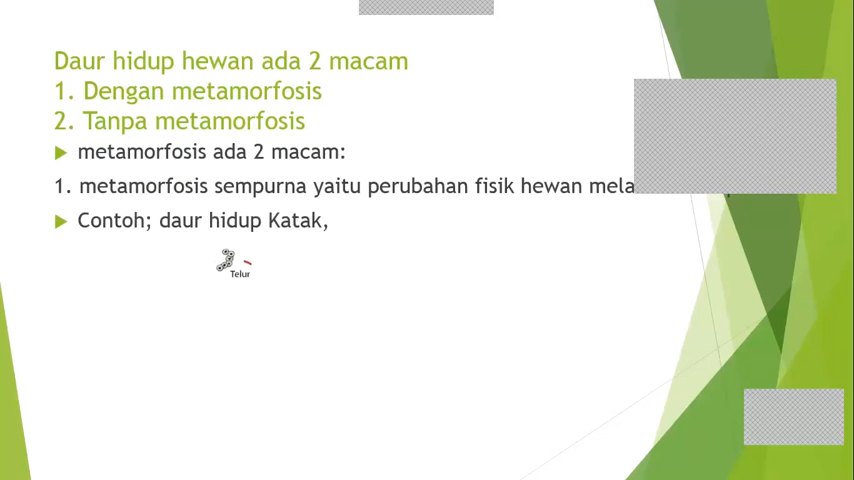 Daur hidup hewan ada 2 macam
1. Dengan metamorfosis
2. Tanpa metamorfosis
metamorfosis ada 2 macam:
1. metamorfosis sempurna yaitu perubahan fisik hewan mela
Contoh; daur hidup Katak,
Telur